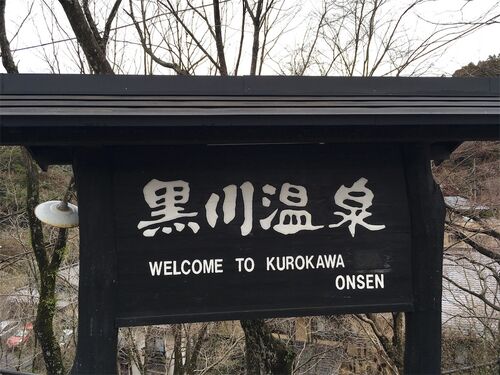 黒川温泉
WELCOME TO KUROKAWA
ONSEN